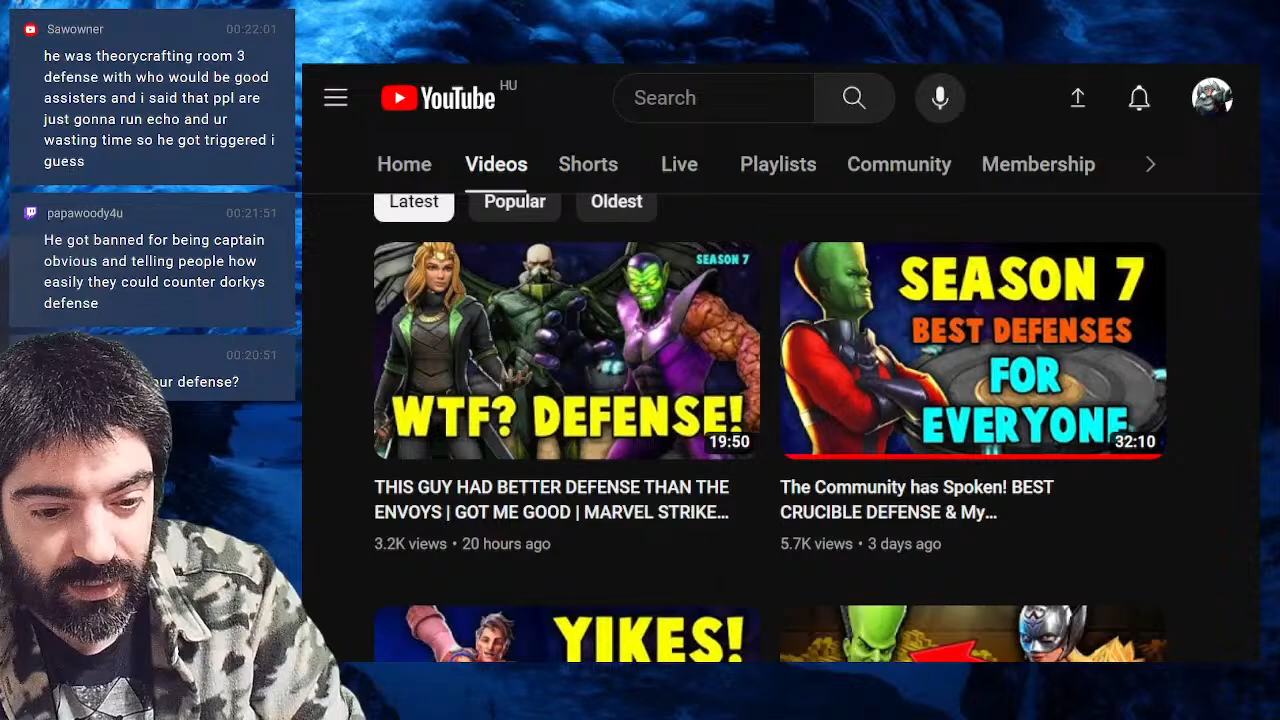 Sawowner 00:22:01
he was theorycrafting room 3
defense with who would be good
assisters and i said that ppl are
just gonna run echo and ur
wasting time so he got triggered i
guess
papawoody4u 00:21:51
He got banned for being captain
obvious and telling people how
easily they could counter dorkys
defense
00:20:51
ur defense?
YouTube HU
Search
Home Videos Shorts Live Playlists Community Membership
Latest Popular Oldest
SEASON 7
WTF? DEFENSE!
19:50
THIS GUY HAD BETTER DEFENSE THAN THE
ENVOYS | GOT ME GOOD | MARVEL STRIKE...
3.2K views • 20 hours ago
SEASON 7
BEST DEFENSES
FOR
EVERYONE
32:10
The Community has Spoken! BEST
CRUCIBLE DEFENSE & My...
5.7K views • 3 days ago
YIKES!